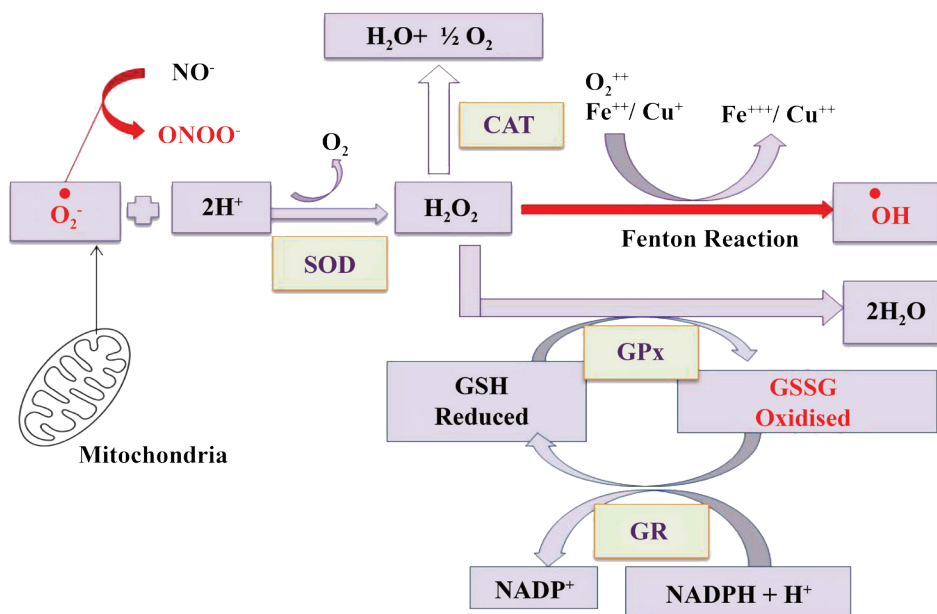 H₂O+ ½ O₂
NO⁻
ONOO⁻
O₂⁺⁺
Fe⁺⁺/ Cu⁺
Fe⁺⁺⁺/ Cu⁺⁺
CAT
O₂
•
O₂⁻
2H⁺
H₂O₂
•
OH
SOD
Fenton Reaction
2H₂O
GPx
GSH
Reduced
GSSG
Oxidised
Mitochondria
GR
NADP⁺
NADPH + H⁺